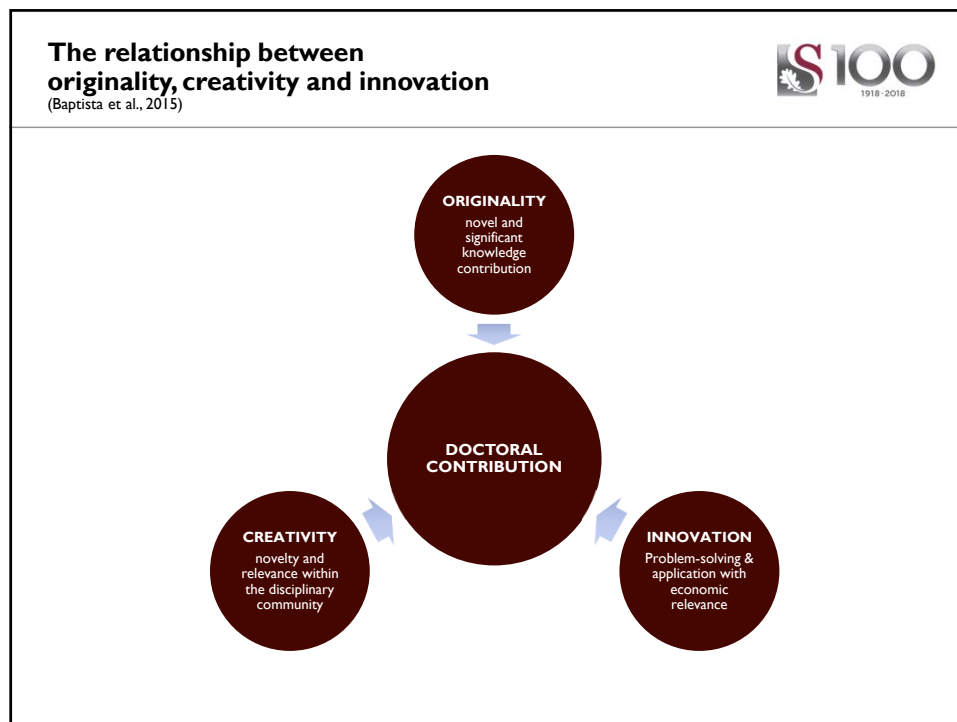 The relationship between
originality, creativity and innovation
(Baptista et al., 2015)
S 100
1918·2018
ORIGINALITY
novel and
significant
knowledge
contribution
DOCTORAL
CONTRIBUTION
CREATIVITY
novelty and
relevance within
the disciplinary
community
INNOVATION
Problem-solving &
application with
economic
relevance